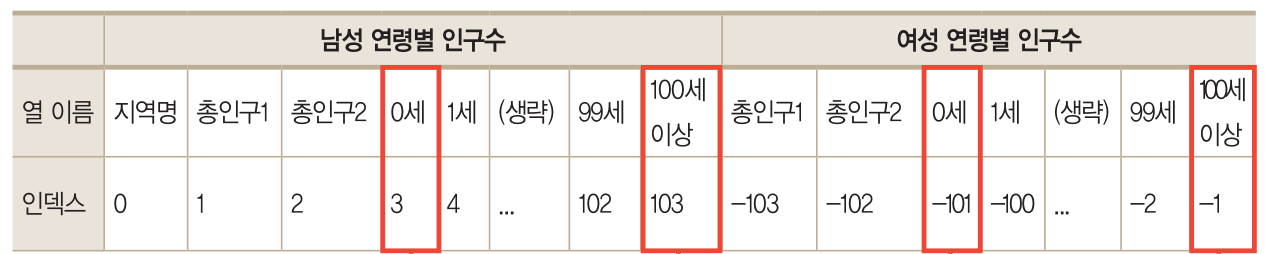 남성 연령별 인구수 여성 연령별 인구수
열 이름 지역명 총인구1 총인구2 0세 1세 (생략) 99세 100세 이상 총인구1 총인구2 0세 1세 (생략) 99세 100세 이상
인덱스 0 1 2 3 4 ... 102 103 –103 –102 –101 –100 ... –2 –1